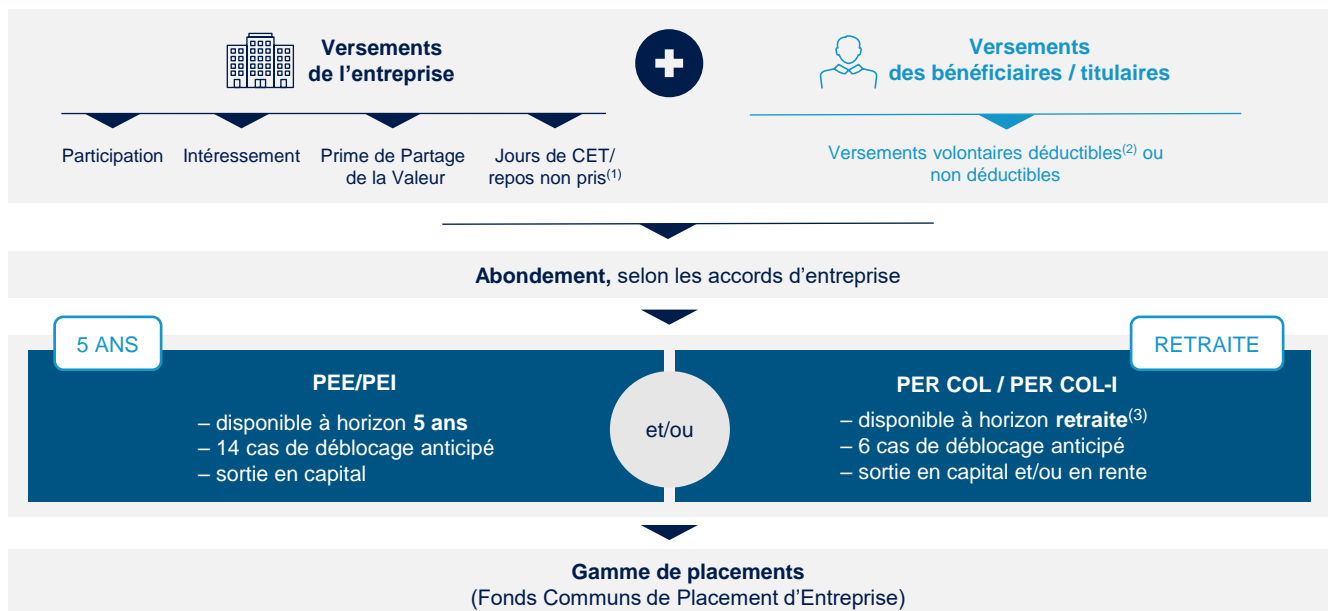 Versements
de l'entreprise
Versements
des bénéficiaires / titulaires
Participation
Intéressement
Prime de Partage
de la Valeur
Jours de CET/
repos non pris(1)
Versements volontaires déductibles(2) ou
non déductibles
Abondement, selon les accords d'entreprise
5 ANS
PEE/PEI
– disponible à horizon 5 ans
– 14 cas de déblocage anticipé
– sortie en capital
et/ou
RETRAITE
PER COL / PER COL-I
– disponible à horizon retraite(3)
– 6 cas de déblocage anticipé
– sortie en capital et/ou en rente
Gamme de placements
(Fonds Communs de Placement d'Entreprise)